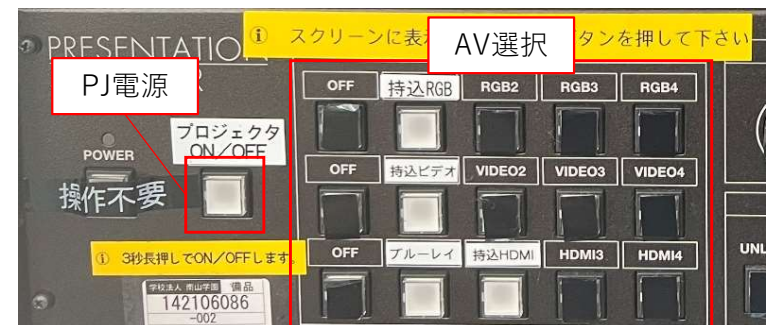 PRESENTATIO
R
ⓘ スクリーンに表
タンを押して下さい
AV選択
PJ電源
OFF 持込RGB RGB2 RGB3 RGB4
プロジェクタ
ON/OFF
POWER
操作不要
OFF 持込ビデオ VIDEO2 VIDEO3 VIDEO4
ⓘ 3秒長押しでON/OFFします。
OFF ブルーレイ 持込HDMI HDMI3 HDMI4
UNL
学校法人 南山学園 備品
142106086
-002